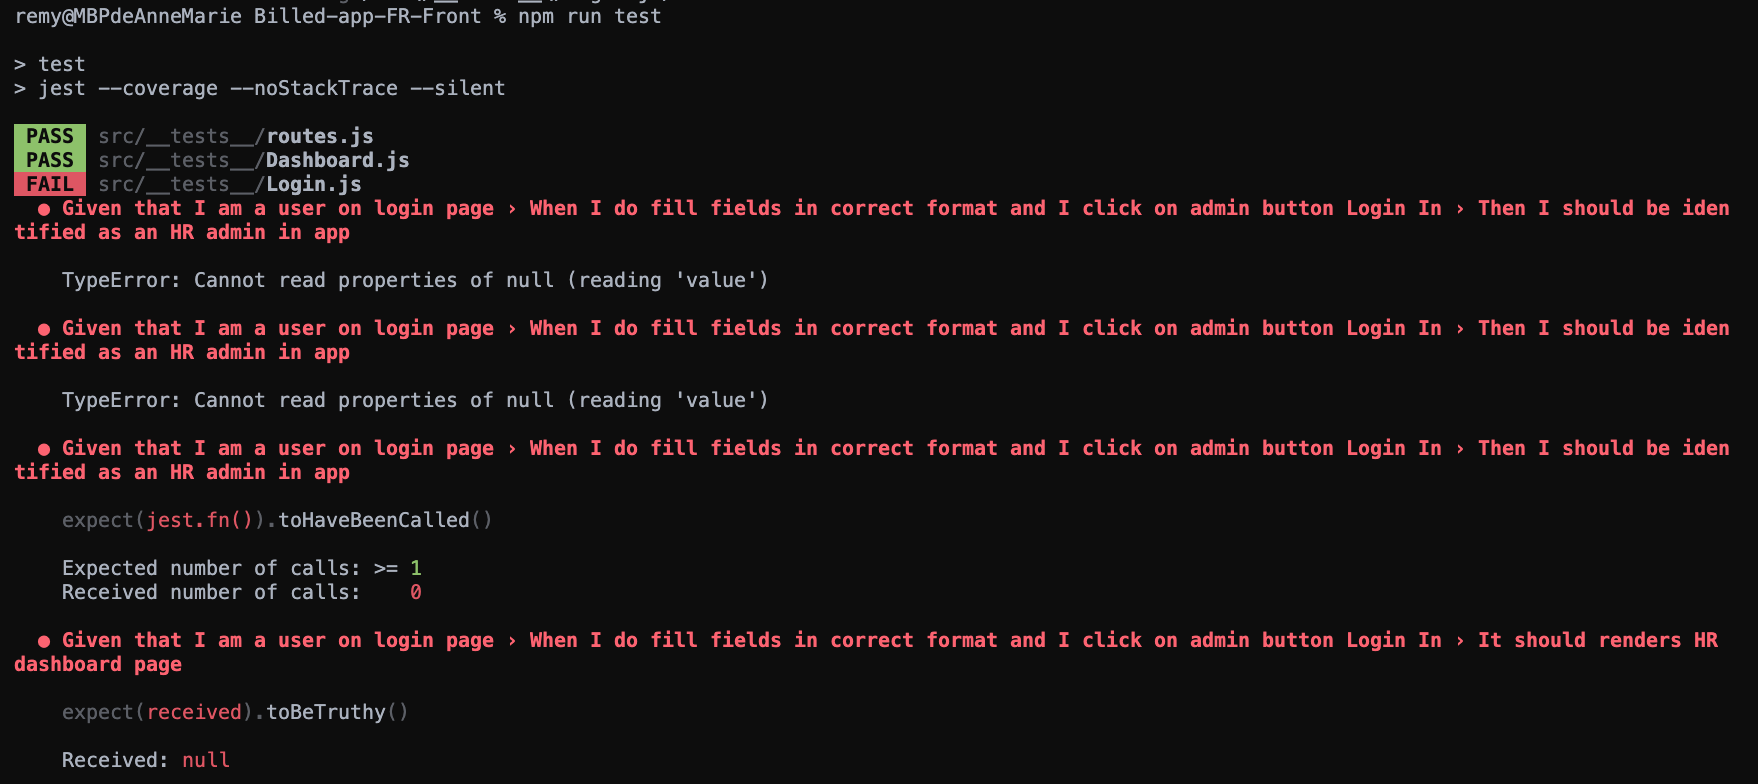 remy@MBPdeAnneMarie Billed-app-FR-Front % npm run test
> test
> jest --coverage --noStackTrace --silent
PASS src/__tests__/routes.js
PASS src/__tests__/Dashboard.js
FAIL src/__tests__/Login.js
● Given that I am a user on login page › When I do fill fields in correct format and I click on admin button Login In › Then I should be iden
tified as an HR admin in app
TypeError: Cannot read properties of null (reading 'value')
● Given that I am a user on login page › When I do fill fields in correct format and I click on admin button Login In › Then I should be iden
tified as an HR admin in app
TypeError: Cannot read properties of null (reading 'value')
● Given that I am a user on login page › When I do fill fields in correct format and I click on admin button Login In › Then I should be iden
tified as an HR admin in app
expect(jest.fn()).toHaveBeenCalled()
Expected number of calls: >= 1
Received number of calls:    0
● Given that I am a user on login page › When I do fill fields in correct format and I click on admin button Login In › It should renders HR
dashboard page
expect(received).toBeTruthy()
Received: null